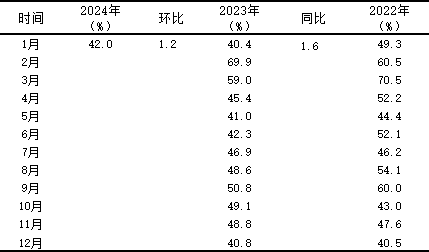 时间 2024年（%） 环比 2023年（%） 同比 2022年（%）
1月 42.0 1.2 40.4 1.6 49.3
2月 69.9 60.5
3月 59.0 70.5
4月 45.4 52.2
5月 41.0 44.4
6月 42.3 52.1
7月 46.9 46.2
8月 48.6 54.1
9月 50.8 60.0
10月 49.1 43.0
11月 48.8 47.6
12月 40.8 40.5